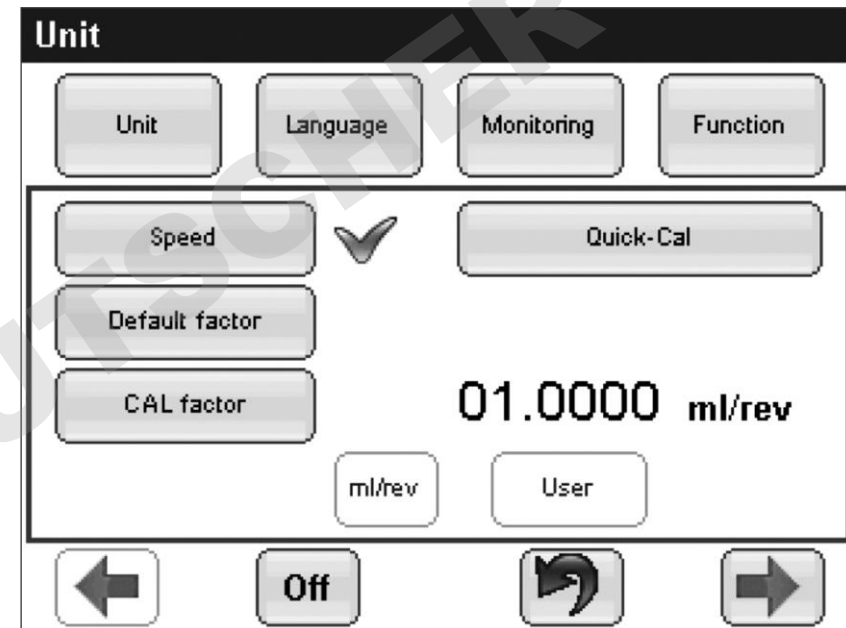 Unit
Unit Language Monitoring Function
Speed Quick-Cal
Default factor
CAL factor 01.0000 ml/rev
ml/rev User
Off
UTSCHER